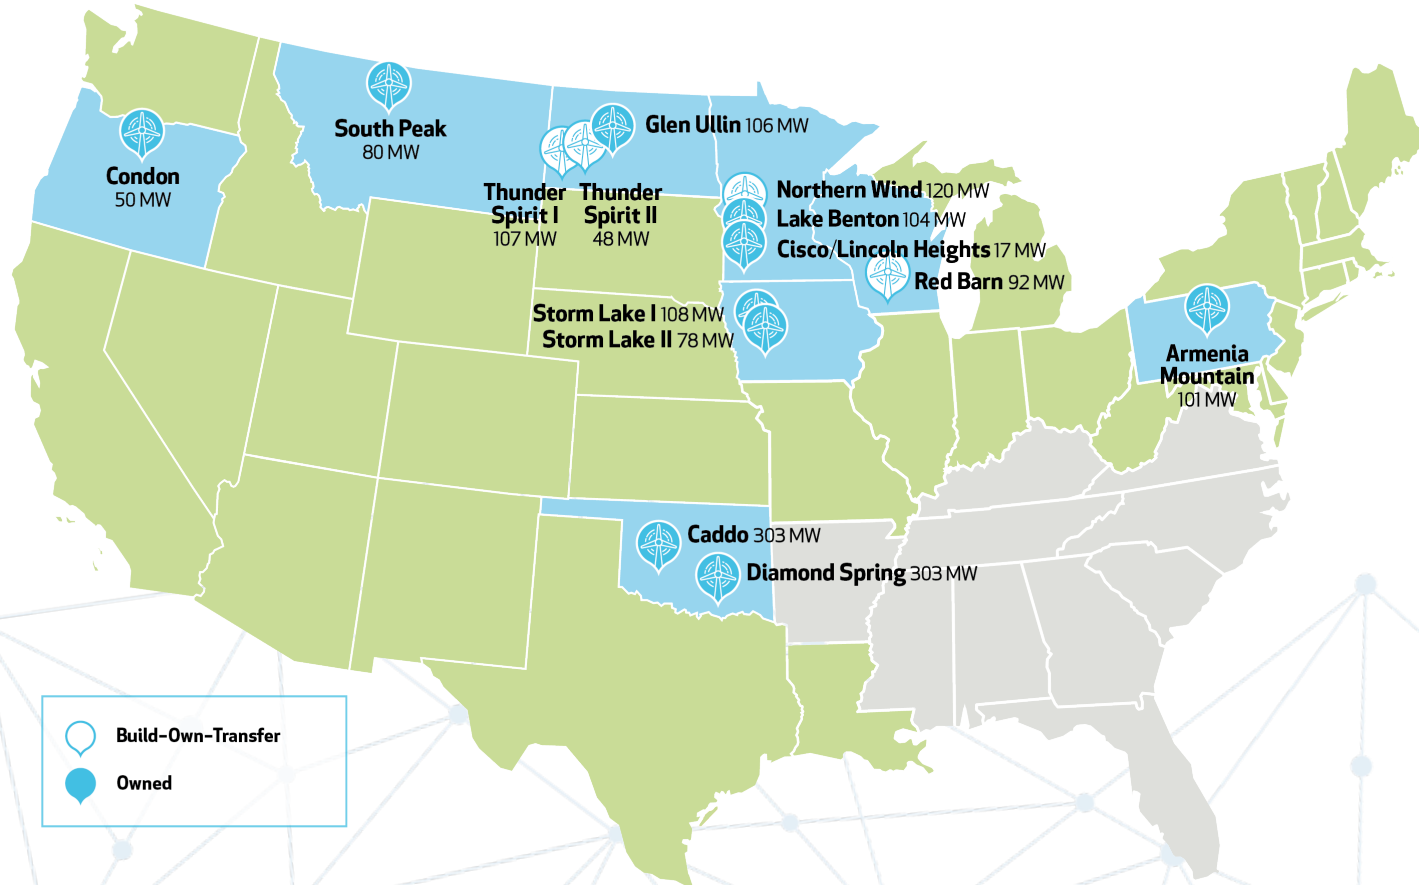 South Peak
80 MW
Glen Ullin 106 MW
Condon
50 MW
Thunder
Spirit I
107 MW
Thunder
Spirit II
48 MW
Northern Wind 120 MW
Lake Benton 104 MW
Cisco/Lincoln Heights 17 MW
Red Barn 92 MW
Storm Lake I 108 MW
Storm Lake II 78 MW
Armenia
Mountain
101 MW
Caddo 303 MW
Diamond Spring 303 MW
Build-Own-Transfer
Owned